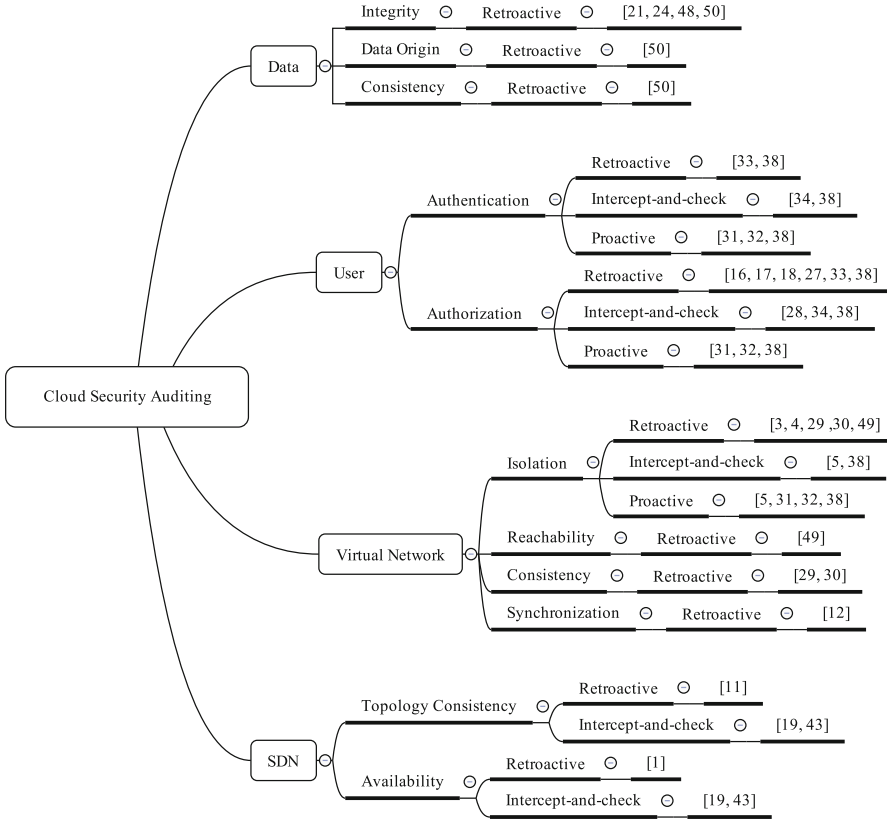 Cloud Security Auditing
Data
Integrity Retroactive [21, 24, 48, 50]
Data Origin Retroactive [50]
Consistency Retroactive [50]
User
Authentication
Retroactive [33, 38]
Intercept-and-check [34, 38]
Proactive [31, 32, 38]
Authorization
Retroactive [16, 17, 18, 27, 33, 38]
Intercept-and-check [28, 34, 38]
Proactive [31, 32, 38]
Virtual Network
Isolation
Retroactive [3, 4, 29 ,30, 49]
Intercept-and-check [5, 38]
Proactive [5, 31, 32, 38]
Reachability Retroactive [49]
Consistency Retroactive [29, 30]
Synchronization Retroactive [12]
SDN
Topology Consistency
Retroactive [11]
Intercept-and-check [19, 43]
Availability
Retroactive [1]
Intercept-and-check [19, 43]